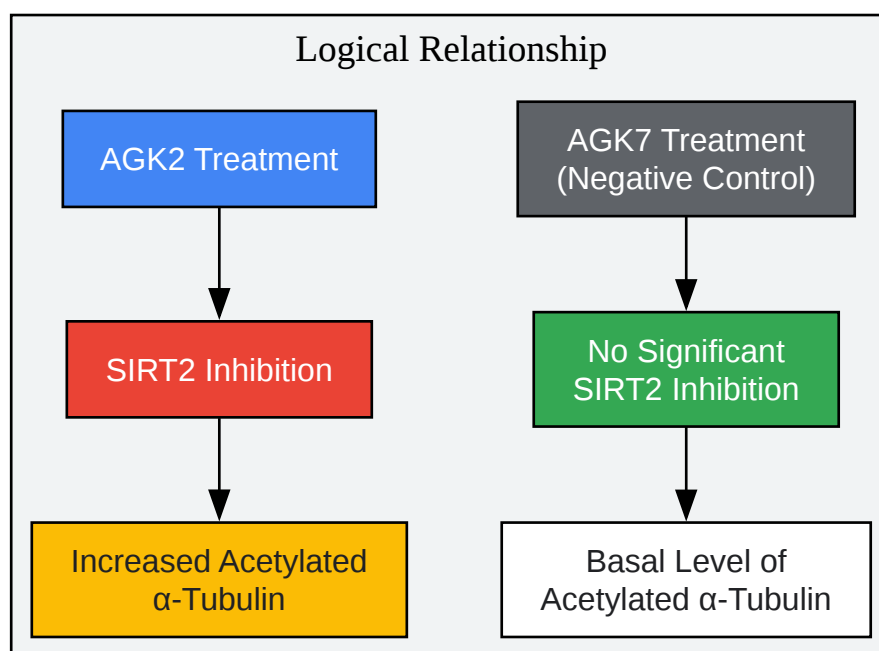 Logical Relationship
AGK2 Treatment
AGK7 Treatment
(Negative Control)
SIRT2 Inhibition
No Significant
SIRT2 Inhibition
Increased Acetylated
α-Tubulin
Basal Level of
Acetylated α-Tubulin